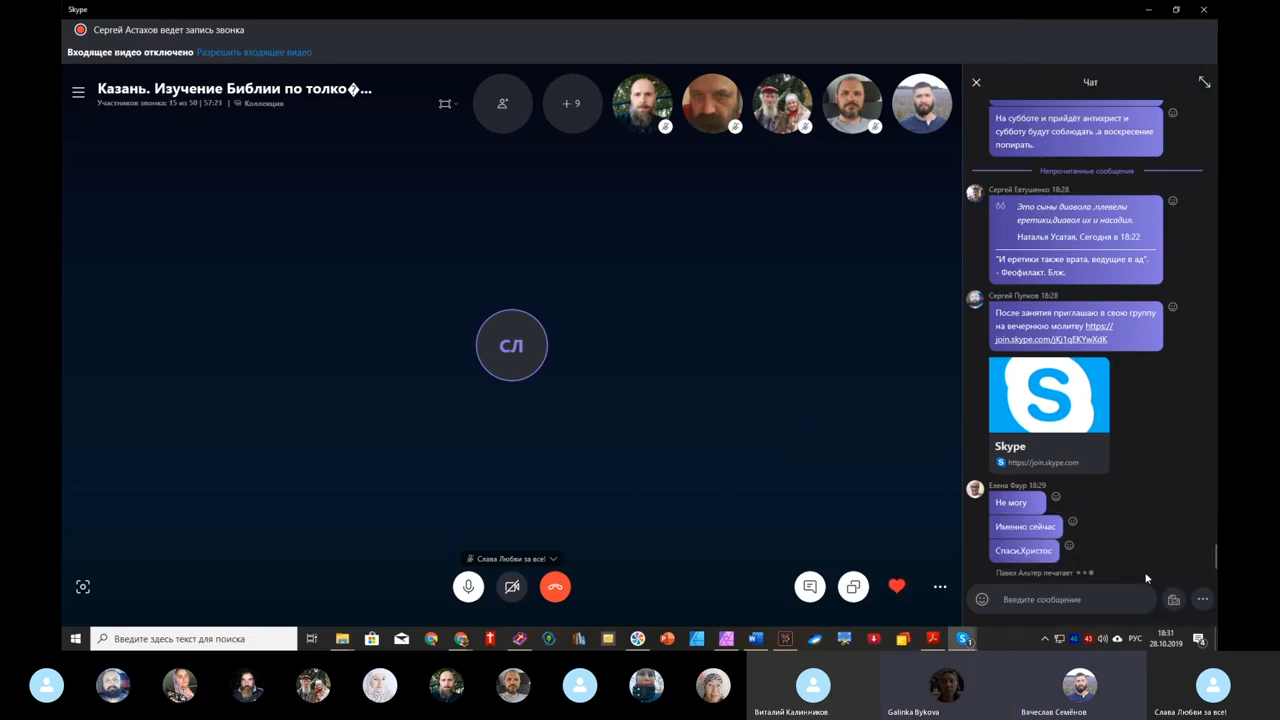 Skype
Сергей Астахов ведет запись звонка
Входящее видео отключено Разрешить входящее видео
Казань. Изучение Библии по толко�...
Участников звонка: 15 из 50 | 57:21 | Коллекция
+ 9
Чат
На субботе и прийдёт антихрист и
субботу будут соблюдать ,а воскресение
попирать.
Непрочитанные сообщения
Сергей Евтушенко 18:28
Это сыны диавола ,плевелы
еретики,диавол их и насадил.
Наталья Усатая, Сегодня в 18:22
"И еретики также врата, ведущие в ад".
- Феофилакт. Блж.
Сергей Пупков 18:28
После занятия приглашаю в свою группу
на вечернюю молитву https://
join.skype.com/jKj1qEKYwXdK
Skype
https://join.skype.com
Елена Фаур 18:29
Не могу
Именно сейчас
Спаси,Христос
Павел Альтер печатает
Введите сообщение
СЛ
Слава Любви за все!
Введите здесь текст для поиска
46
43
РУС
18:31
28.10.2019
4
1
Виталий Калинников
Galinka Bykova
Вячеслав Семёнов
Слава Любви за все!